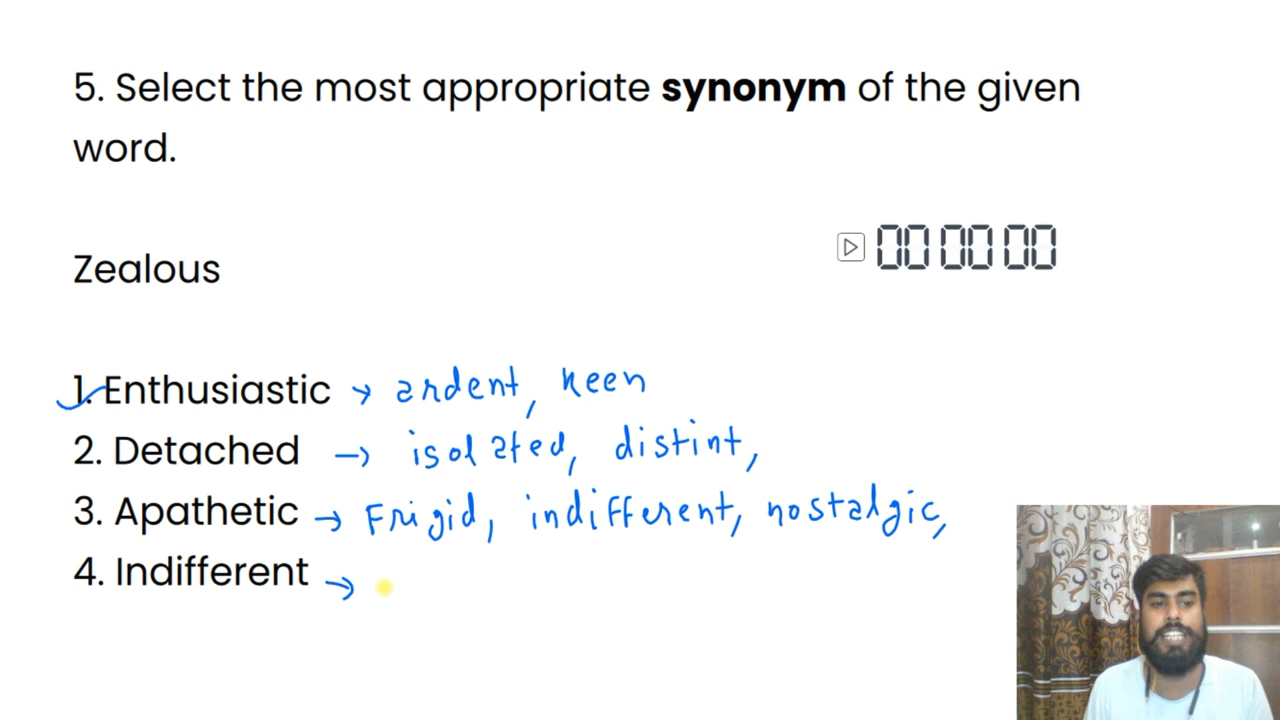 5. Select the most appropriate synonym of the given
word.
Zealous
00 00 00
1. Enthusiastic → ardent, keen
2. Detached → isolated, distint,
3. Apathetic → Frigid, indifferent, nostalgic,
4. Indifferent →